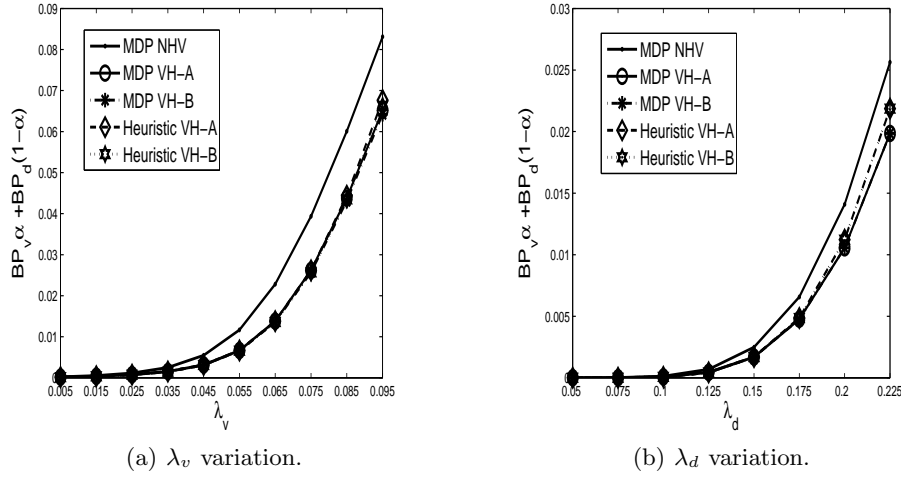 0.09
0.08
0.07
0.06
0.05
0.04
0.03
0.02
0.01
0
BP_v α +BP_d (1−α)
MDP NHV
MDP VH−A
MDP VH−B
Heuristic VH−A
Heuristic VH−B
0.005 0.015 0.025 0.035 0.045 0.055 0.065 0.075 0.085 0.095
λ_v
(a) λ_v variation.
0.03
0.025
0.02
0.015
0.01
0.005
0
BP_v α +BP_d (1−α)
MDP NHV
MDP VH−A
MDP VH−B
Heuristic VH−A
Heuristic VH−B
0.05 0.075 0.1 0.125 0.15 0.175 0.2 0.225
λ_d
(b) λ_d variation.